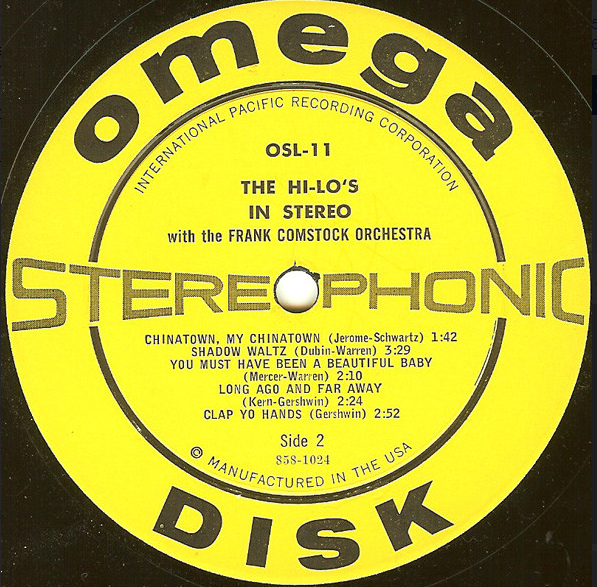 omega
INTERNATIONAL PACIFIC RECORDING CORPORATION
OSL-11
THE HI-LO'S
IN STEREO
with the FRANK COMSTOCK ORCHESTRA
STEREOPHONIC
CHINATOWN, MY CHINATOWN (Jerome-Schwartz) 1:42
SHADOW WALTZ (Dubin-Warren) 3:29
YOU MUST HAVE BEEN A BEAUTIFUL BABY
(Mercer-Warren) 2:10
LONG AGO AND FAR AWAY
(Kern-Gershwin) 2:24
CLAP YO HANDS (Gershwin) 2:52
Side 2
858-1024
© MANUFACTURED IN THE USA
DISK